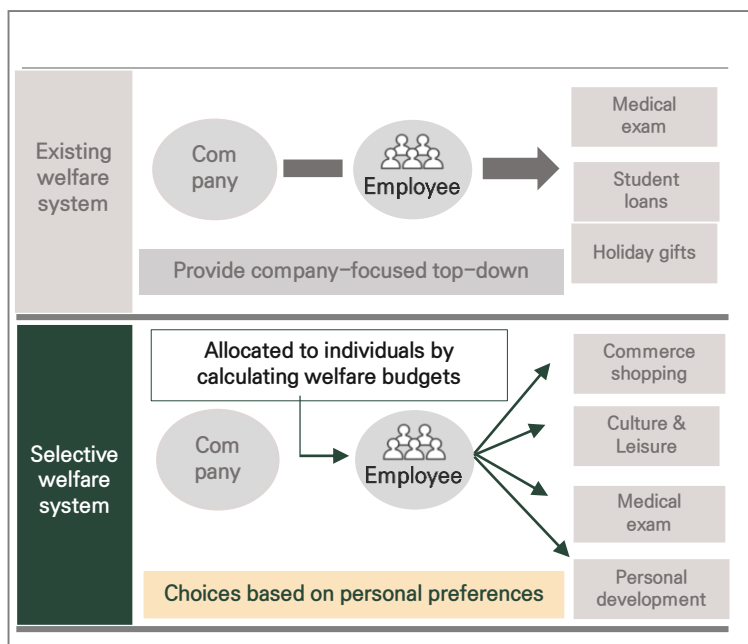 Existing
welfare
system
Com
pany
Employee
Medical
exam
Student
loans
Holiday gifts
Provide company-focused top-down
Selective
welfare
system
Allocated to individuals by
calculating welfare budgets
Com
pany
Employee
Commerce
shopping
Culture &
Leisure
Medical
exam
Personal
development
Choices based on personal preferences